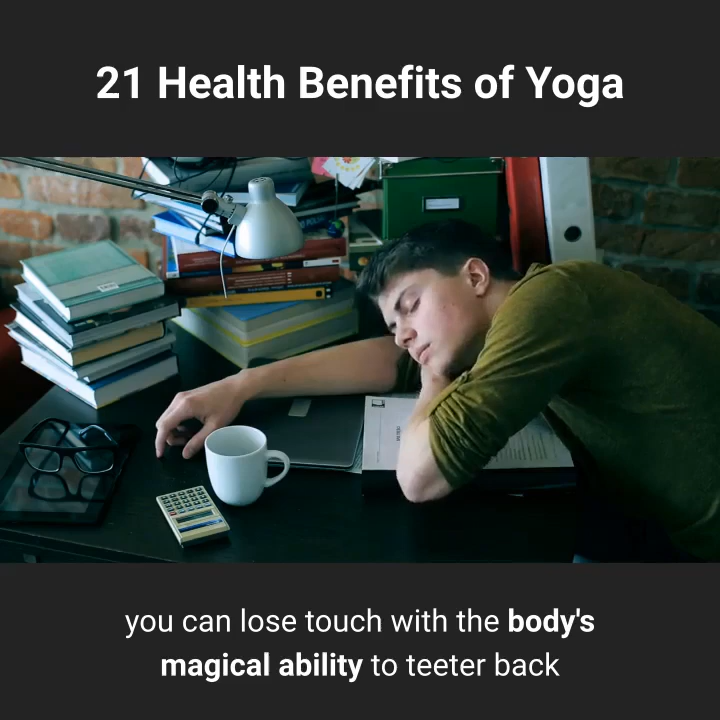 21 Health Benefits of Yoga
you can lose touch with the body's
magical ability to teeter back